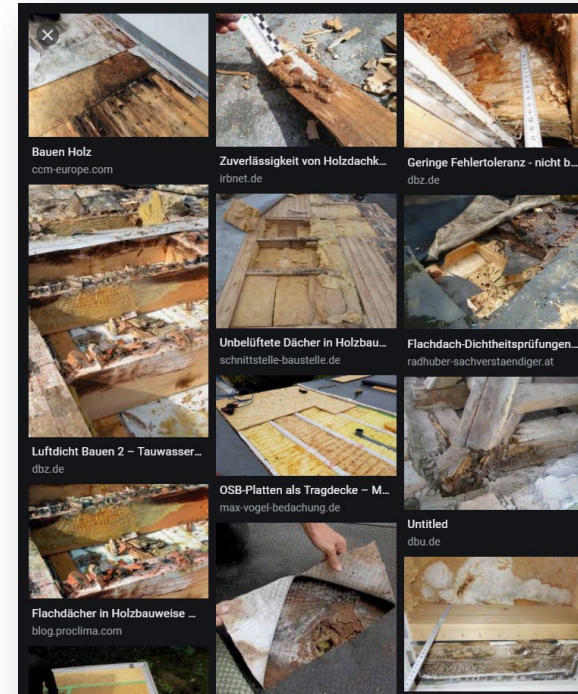 Bauen Holz
ccm-europe.com
Luftdicht Bauen 2 – Tauwasser...
dbz.de
Flachdächer in Holzbauweise ...
blog.proclima.com
Zuverlässigkeit von Holzdachk...
irbnet.de
Unbelüftete Dächer in Holzbau...
schnittstelle-baustelle.de
OSB-Platten als Tragdecke – M...
max-vogel-bedachung.de
Geringe Fehlertoleranz - nicht b...
dbz.de
Flachdach-Dichtheitsprüfungen...
radhuber-sachverstaendiger.at
Untitled
dbu.de